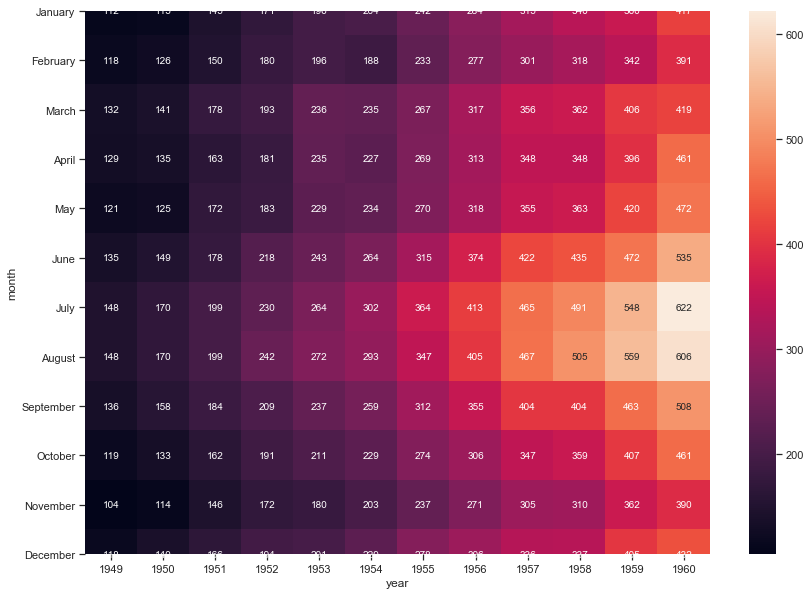 January
February 118 126 150 180 196 188 233 277 301 318 342 391
March 132 141 178 193 236 235 267 317 356 362 406 419
April 129 135 163 181 235 227 269 313 348 348 396 461
May 121 125 172 183 229 234 270 318 355 363 420 472
June 135 149 178 218 243 264 315 374 422 435 472 535
July 148 170 199 230 264 302 364 413 465 491 548 622
August 148 170 199 242 272 293 347 405 467 505 559 606
September 136 158 184 209 237 259 312 355 404 404 463 508
October 119 133 162 191 211 229 274 306 347 359 407 461
November 104 114 146 172 180 203 237 271 305 310 362 390
December
1949 1950 1951 1952 1953 1954 1955 1956 1957 1958 1959 1960
year
month
600
500
400
300
200